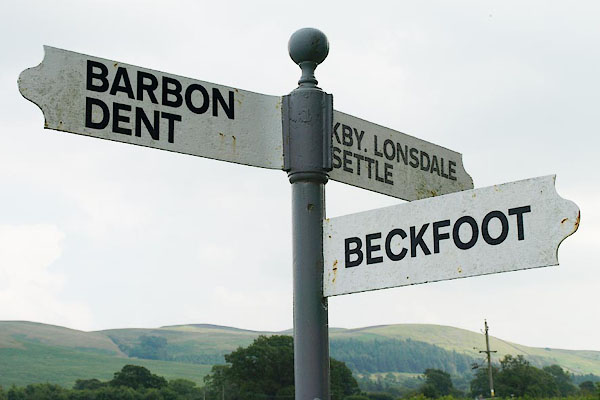 BARBON
DENT
KBY. LONSDALE
SETTLE
BECKFOOT